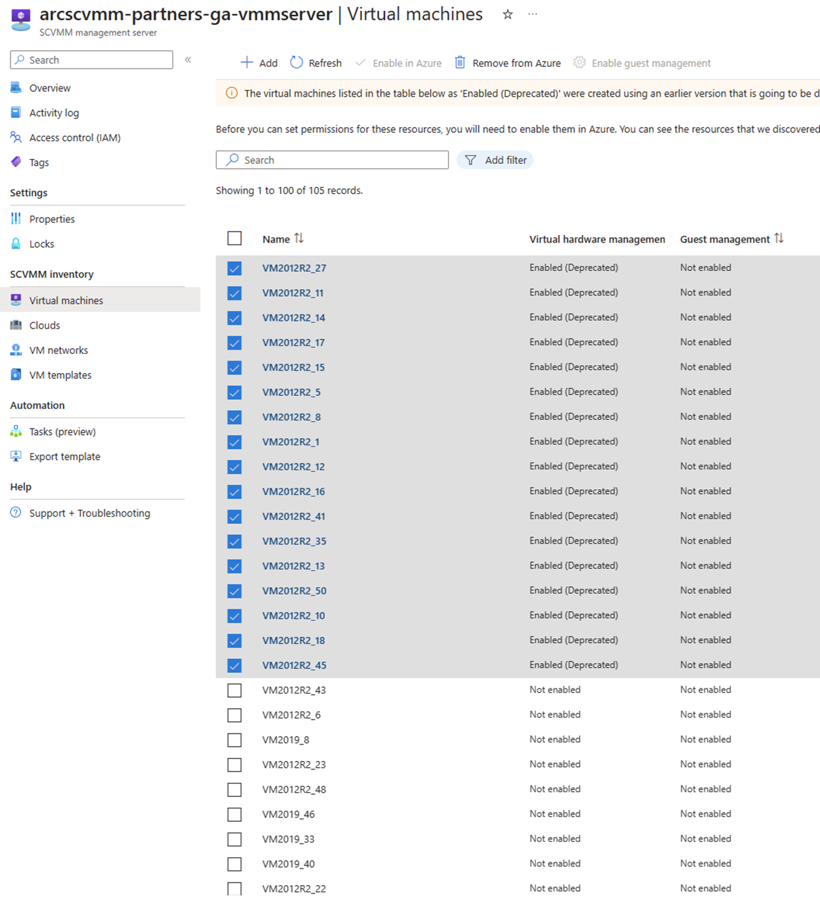 arcscvmm-partners-ga-vmmserver | Virtual machines
SCVMM management server
Search
Overview
Activity log
Access control (IAM)
Tags
Settings
Properties
Locks
SCVMM inventory
Virtual machines
Clouds
VM networks
VM templates
Automation
Tasks (preview)
Export template
Help
Support + Troubleshooting
Add Refresh Enable in Azure Remove from Azure Enable guest management
The virtual machines listed in the table below as 'Enabled (Deprecated)' were created using an earlier version that is going to be d
Before you can set permissions for these resources, you will need to enable them in Azure. You can see the resources that we discovered
Search Add filter
Showing 1 to 100 of 105 records.
Name Virtual hardware managemen Guest management
VM2012R2_27 Enabled (Deprecated) Not enabled
VM2012R2_11 Enabled (Deprecated) Not enabled
VM2012R2_14 Enabled (Deprecated) Not enabled
VM2012R2_17 Enabled (Deprecated) Not enabled
VM2012R2_15 Enabled (Deprecated) Not enabled
VM2012R2_5 Enabled (Deprecated) Not enabled
VM2012R2_8 Enabled (Deprecated) Not enabled
VM2012R2_1 Enabled (Deprecated) Not enabled
VM2012R2_12 Enabled (Deprecated) Not enabled
VM2012R2_16 Enabled (Deprecated) Not enabled
VM2012R2_41 Enabled (Deprecated) Not enabled
VM2012R2_35 Enabled (Deprecated) Not enabled
VM2012R2_13 Enabled (Deprecated) Not enabled
VM2012R2_50 Enabled (Deprecated) Not enabled
VM2012R2_10 Enabled (Deprecated) Not enabled
VM2012R2_18 Enabled (Deprecated) Not enabled
VM2012R2_45 Enabled (Deprecated) Not enabled
VM2012R2_43 Not enabled Not enabled
VM2012R2_6 Not enabled Not enabled
VM2019_8 Not enabled Not enabled
VM2012R2_23 Not enabled Not enabled
VM2012R2_48 Not enabled Not enabled
VM2019_46 Not enabled Not enabled
VM2019_33 Not enabled Not enabled
VM2019_40 Not enabled Not enabled
VM2012R2_22 Not enabled Not enabled